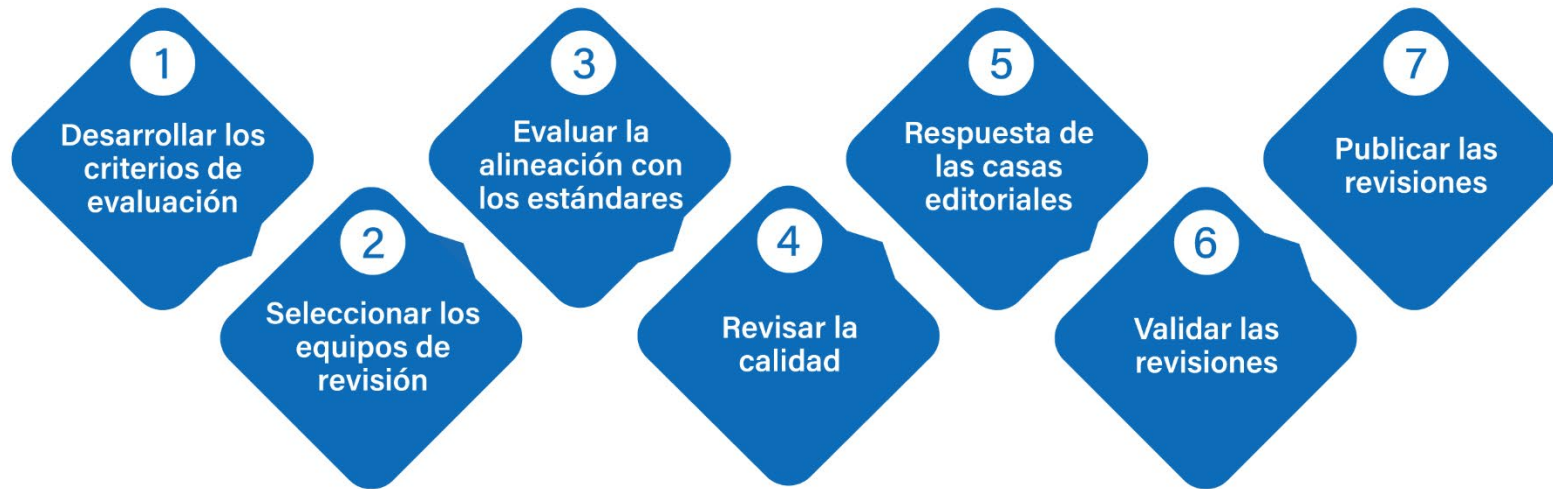 1
Desarrollar los
criterios de
evaluación
2
Seleccionar los
equipos de
revisión
3
Evaluar la
alineación con
los estándares
4
Revisar la
calidad
5
Respuesta de
las casas
editoriales
6
Validar las
revisiones
7
Publicar las
revisiones